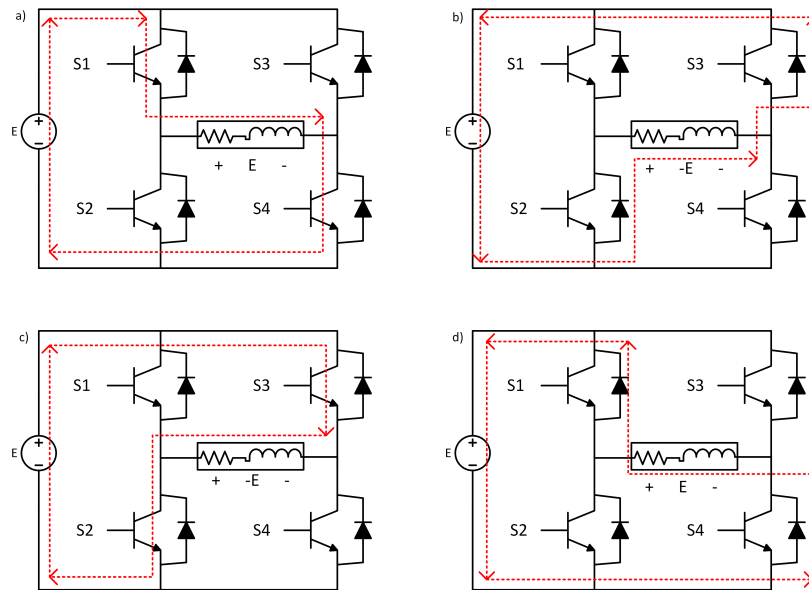 a)
S1
S3
E
+
−
+ E -
S2
S4
b)
S1
S3
E
+
−
+ -E -
S2
S4
c)
S1
S3
E
+
−
+ -E -
S2
S4
d)
S1
S3
E
+
−
+ E -
S2
S4